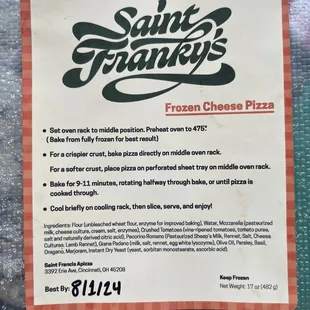 Saint
Franky's
Frozen Cheese Pizza
• Set oven rack to middle position. Preheat oven to 475°
( Bake from fully frozen for best result)
• For a crispier crust, bake pizza directly on middle oven rack.
For a softer crust, place pizza on perforated sheet tray on middle oven rack.
• Bake for 9-11 minutes, rotating halfway through bake, or until pizza is
cooked through.
• Cool briefly on cooling rack, then slice, serve, and enjoy!
Ingredients: Flour (unbleached wheat flour, enzyme for improved baking), Water, Mozzarella (pasteurized
milk, cheese culture, cream, salt, enzymes), Crushed Tomatoes (vine-ripened tomatoes, tomato puree,
salt and naturally derived citric acid), Pecorino Romano (Pasteurized Sheep's Milk, Rennet, Salt, Cheese
Cultures, Lamb Rennet), Grana Padano (milk, salt, rennet, egg white lysozyme), Olive Oil, Parsley, Basil,
Oregano, Marjoram, Instant Dry Yeast (yeast, sorbitan monostearate, ascorbic acid).
Saint Francis Apizza
3392 Erie Ave, Cincinnati, OH 45208
Keep Frozen
Best By: 8/1/24
Net Weight: 17 oz (482 g)